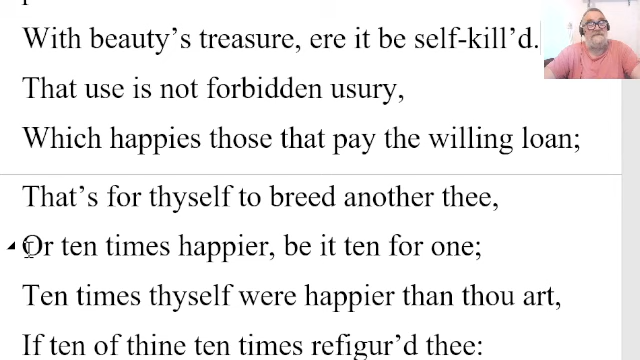 With beauty's treasure, ere it be self-kill'd.
That use is not forbidden usury,
Which happies those that pay the willing loan;
That's for thyself to breed another thee,
Or ten times happier, be it ten for one;
Ten times thyself were happier than thou art,
If ten of thine ten times refigur'd thee: